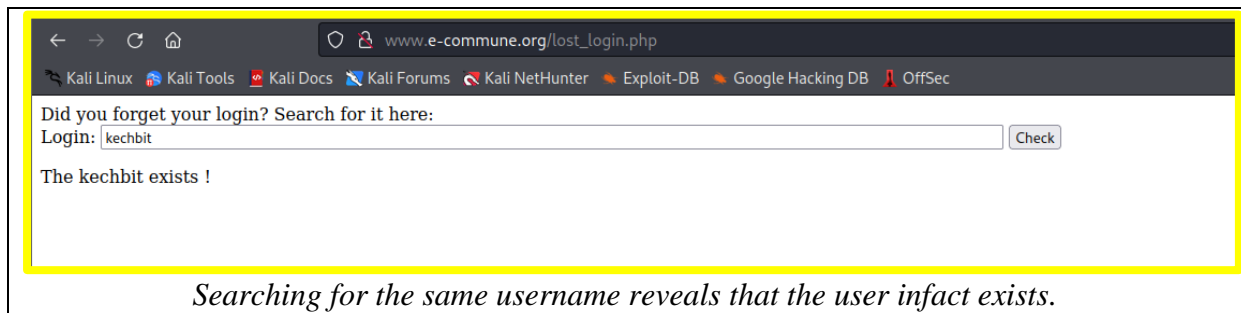 www.e-commune.org/lost_login.php
Kali Linux Kali Tools Kali Docs Kali Forums Kali NetHunter Exploit-DB Google Hacking DB OffSec
Did you forget your login? Search for it here:
Login: kechbit Check
The kechbit exists !
Searching for the same username reveals that the user infact exists.